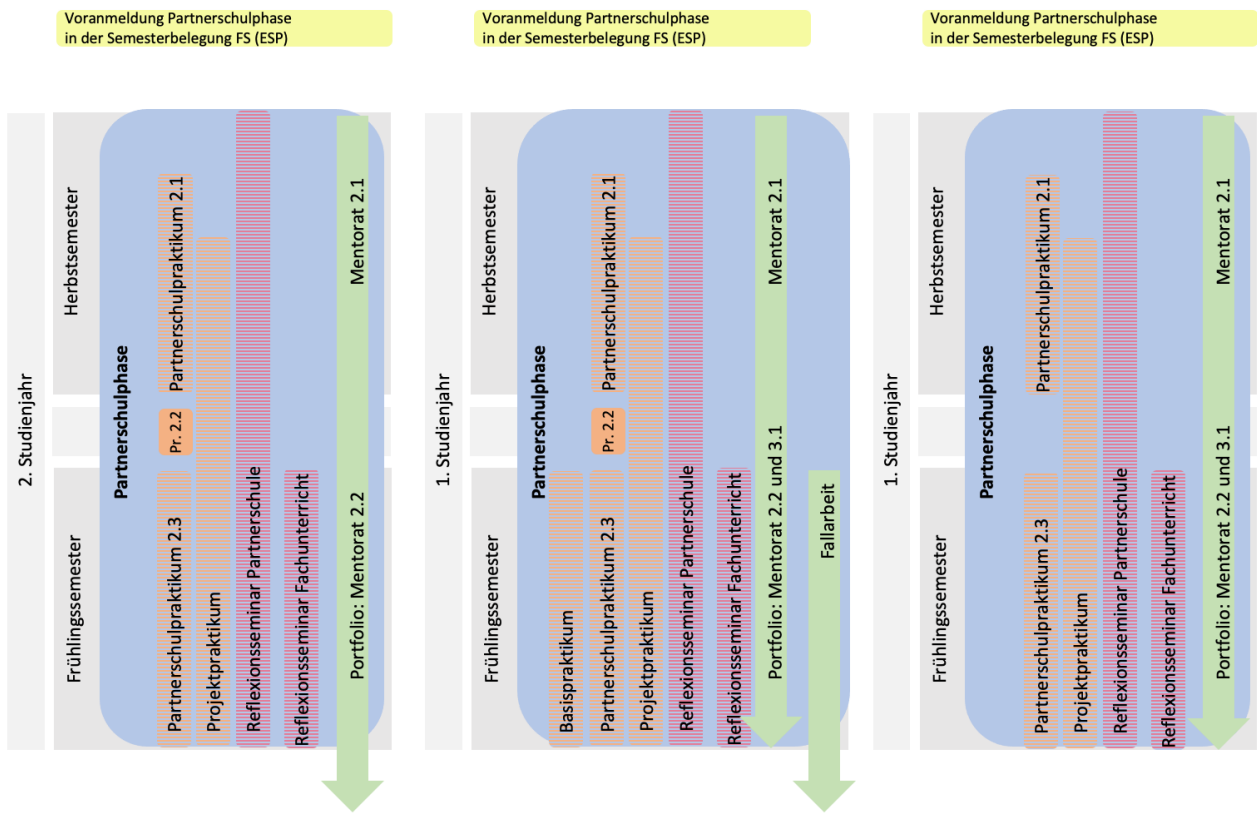 Voranmeldung Partnerschulphase
in der Semesterbelegung FS (ESP)
2. Studienjahr
Herbstsemester
Frühlingssemester
Partnerschulphase
Partnerschulpraktikum 2.1
Pr. 2.2
Partnerschulpraktikum 2.3
Projektpraktikum
Reflexionsseminar Partnerschule
Reflexionsseminar Fachunterricht
Mentorat 2.1
Portfolio: Mentorat 2.2
Voranmeldung Partnerschulphase
in der Semesterbelegung FS (ESP)
1. Studienjahr
Herbstsemester
Frühlingssemester
Partnerschulphase
Basispraktikum
Partnerschulpraktikum 2.1
Pr. 2.2
Partnerschulpraktikum 2.3
Projektpraktikum
Reflexionsseminar Partnerschule
Reflexionsseminar Fachunterricht
Mentorat 2.1
Portfolio: Mentorat 2.2 und 3.1
Fallarbeit
Voranmeldung Partnerschulphase
in der Semesterbelegung FS (ESP)
1. Studienjahr
Herbstsemester
Frühlingssemester
Partnerschulphase
Partnerschulpraktikum 2.1
Partnerschulpraktikum 2.3
Projektpraktikum
Reflexionsseminar Partnerschule
Reflexionsseminar Fachunterricht
Mentorat 2.1
Portfolio: Mentorat 2.2 und 3.1